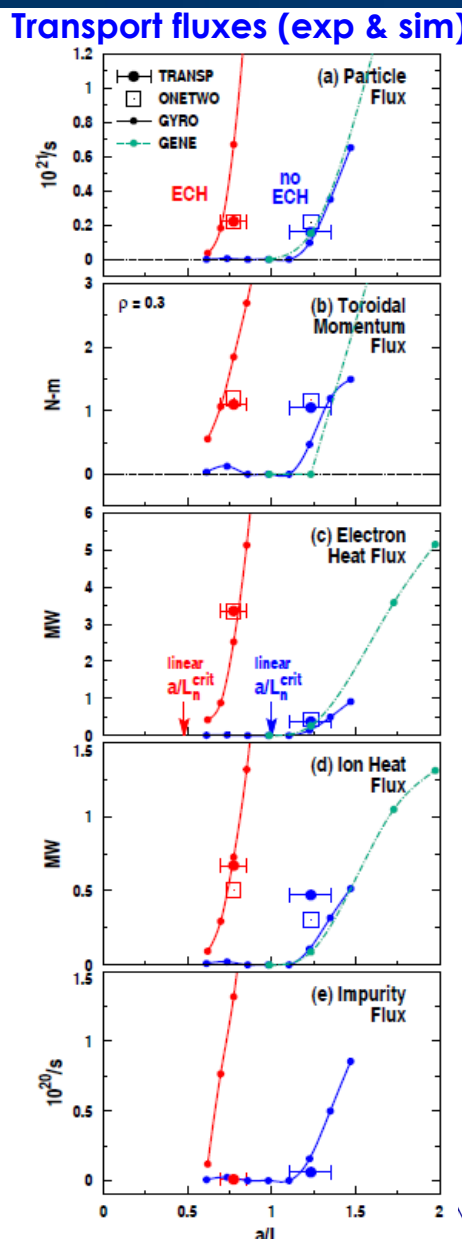 Transport fluxes (exp & sim)
1.2
1
0.8
0.6
0.4
0.2
0
10²¹/s
TRANSP
ONETWO
GYRO
GENE
(a) Particle
Flux
ECH
no
ECH
3
2
1
0
N-m
ρ = 0.3
(b) Toroidal
Momentum
Flux
6
5
4
3
2
1
0
MW
(c) Electron
Heat Flux
linear
a/Lₙᶜʳⁱᵗ
linear
a/Lₙᶜʳⁱᵗ
1.5
1
0.5
0
MW
(d) Ion Heat
Flux
1.5
1
0.5
0
10²⁰/s
(e) Impurity
Flux
0
0.5
1
1.5
2